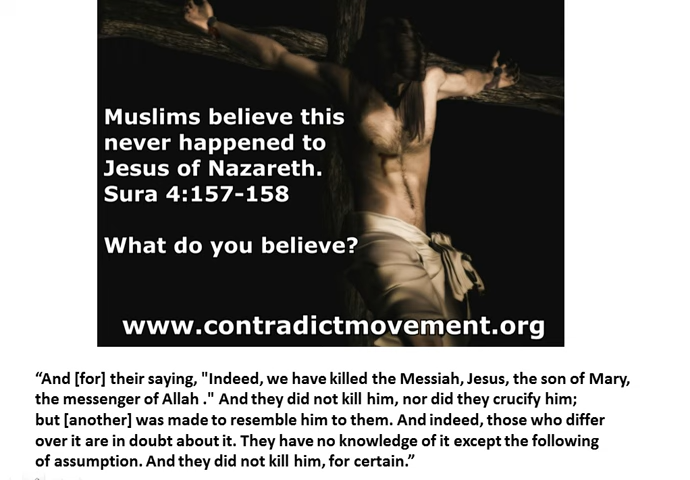 Muslims believe this
never happened to
Jesus of Nazareth.
Sura 4:157-158
What do you believe?
www.contradictmovement.org
“And [for] their saying, "Indeed, we have killed the Messiah, Jesus, the son of Mary,
the messenger of Allah ." And they did not kill him, nor did they crucify him;
but [another] was made to resemble him to them. And indeed, those who differ
over it are in doubt about it. They have no knowledge of it except the following
of assumption. And they did not kill him, for certain.”